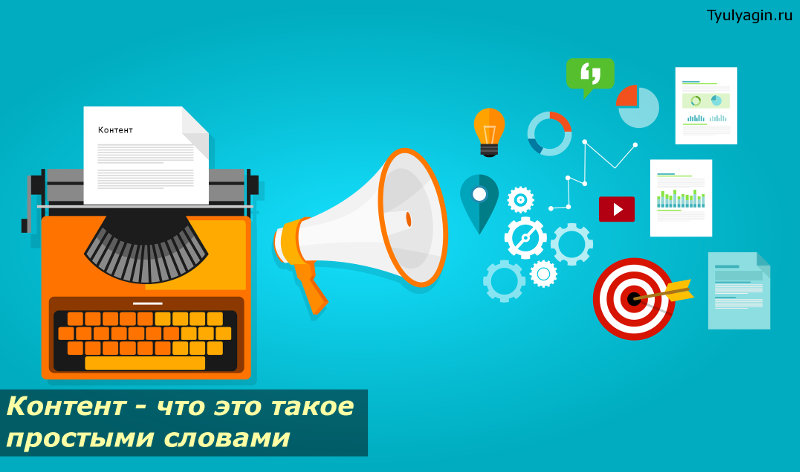 Tyulyagin.ru
Контент
Контент - что это такое
простыми словами